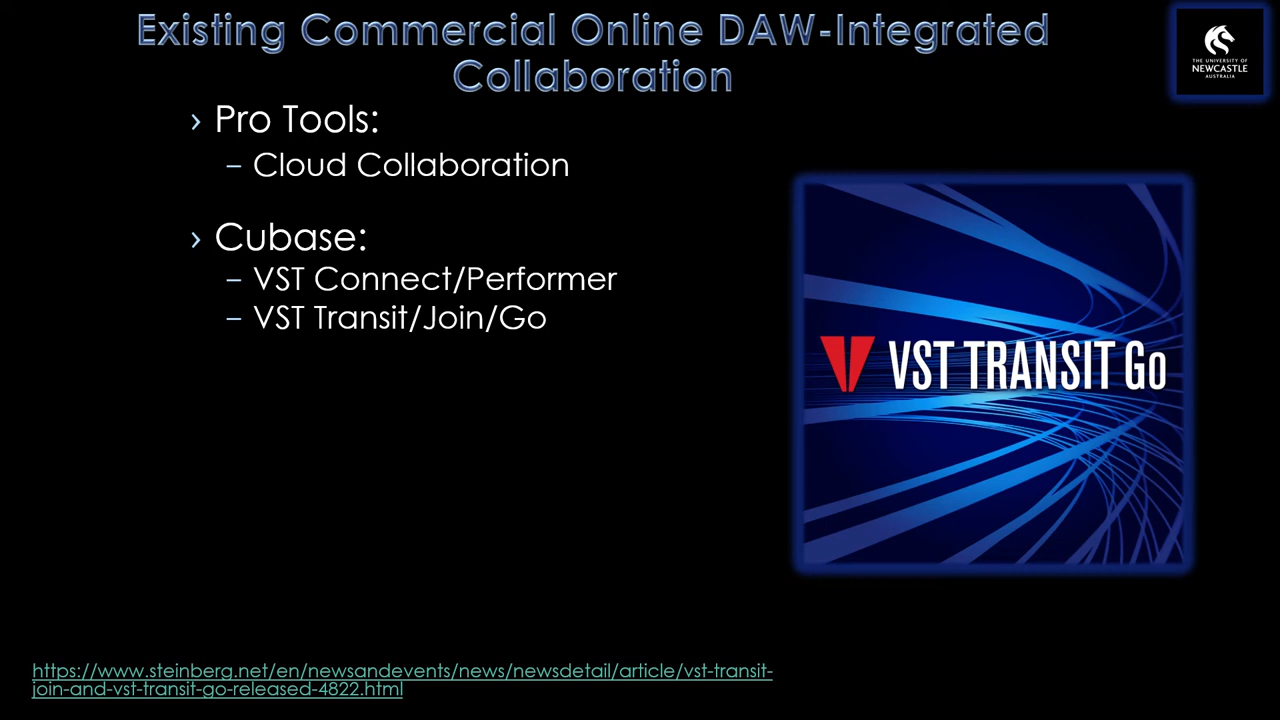 Existing Commercial Online DAW-Integrated
Collaboration
THE UNIVERSITY OF
NEWCASTLE
AUSTRALIA
› Pro Tools:
– Cloud Collaboration
› Cubase:
– VST Connect/Performer
– VST Transit/Join/Go
VST TRANSIT Go
https://www.steinberg.net/en/newsandevents/news/newsdetail/article/vst-transit-
join-and-vst-transit-go-released-4822.html